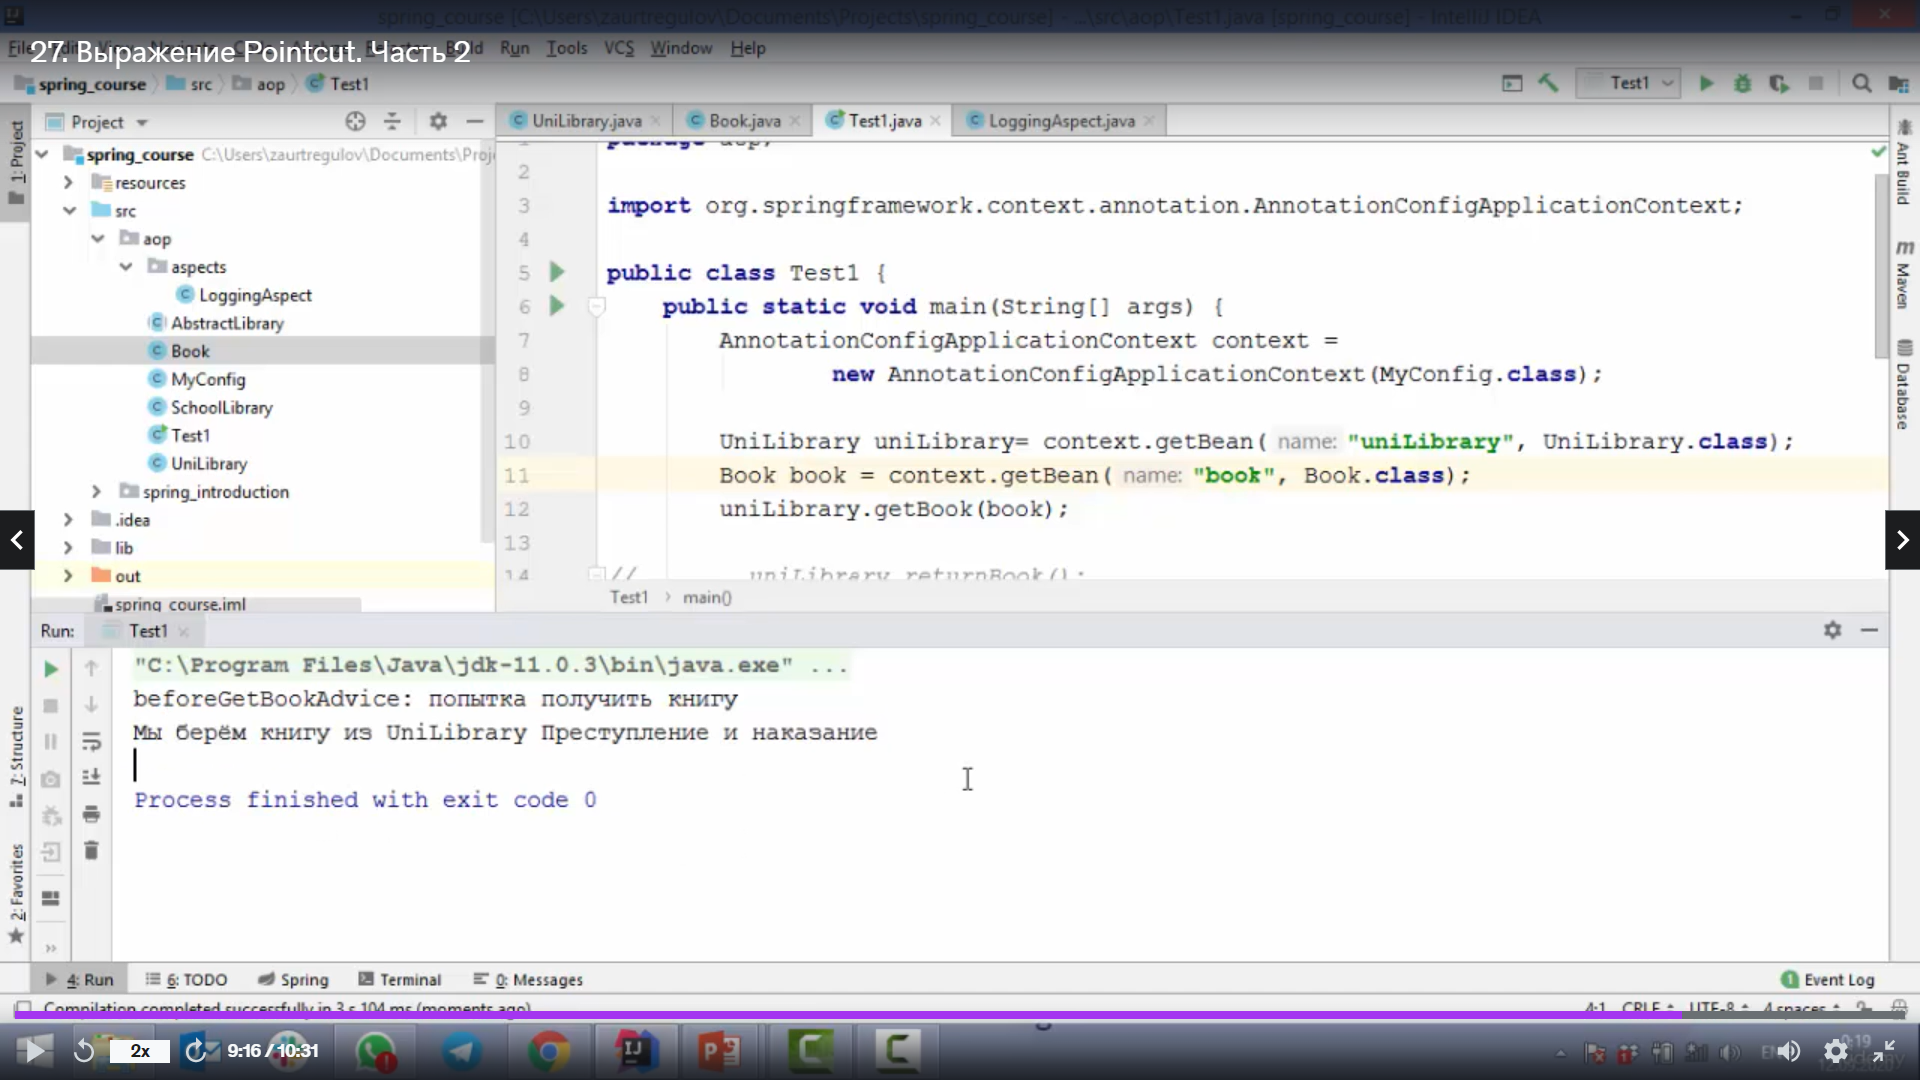 spring_course [C:\Users\zaurtregulov\Documents\Projects\spring_course] - ...\src\aop\Test1.java [spring_course] - IntelliJ IDEA
27. Выражение Pointcut. Часть 2
Run Tools VCS Window Help
spring_course src aop Test1
Test1
1: Project
Project
UniLibrary.java Book.java Test1.java LoggingAspect.java
spring_course C:\Users\zaurtregulov\Documents\Proj
resources
src
aop
aspects
LoggingAspect
AbstractLibrary
Book
MyConfig
SchoolLibrary
Test1
UniLibrary
spring_introduction
.idea
lib
out
spring_course.iml
package aop;
2
3 import org.springframework.context.annotation.AnnotationConfigApplicationContext;
4
5 public class Test1 {
6 public static void main(String[] args) {
7 AnnotationConfigApplicationContext context =
8 new AnnotationConfigApplicationContext(MyConfig.class);
9
10 UniLibrary uniLibrary= context.getBean( name: "uniLibrary", UniLibrary.class);
11 Book book = context.getBean( name: "book", Book.class);
12 uniLibrary.getBook(book);
13
14 // uniLibrary.returnBook();
Test1 main()
Ant Build
Maven
Database
Run: Test1
"C:\Program Files\Java\jdk-11.0.3\bin\java.exe" ...
beforeGetBookAdvice: попытка получить книгу
Мы берём книгу из UniLibrary Преступление и наказание
Process finished with exit code 0
7: Structure
2: Favorites
4: Run 6: TODO Spring Terminal 0: Messages
1 Event Log
Compilation completed successfully in 3 s 104 ms (moments ago)
4:1 CRLF UTF-8 4 spaces
2x 9:16 / 10:31